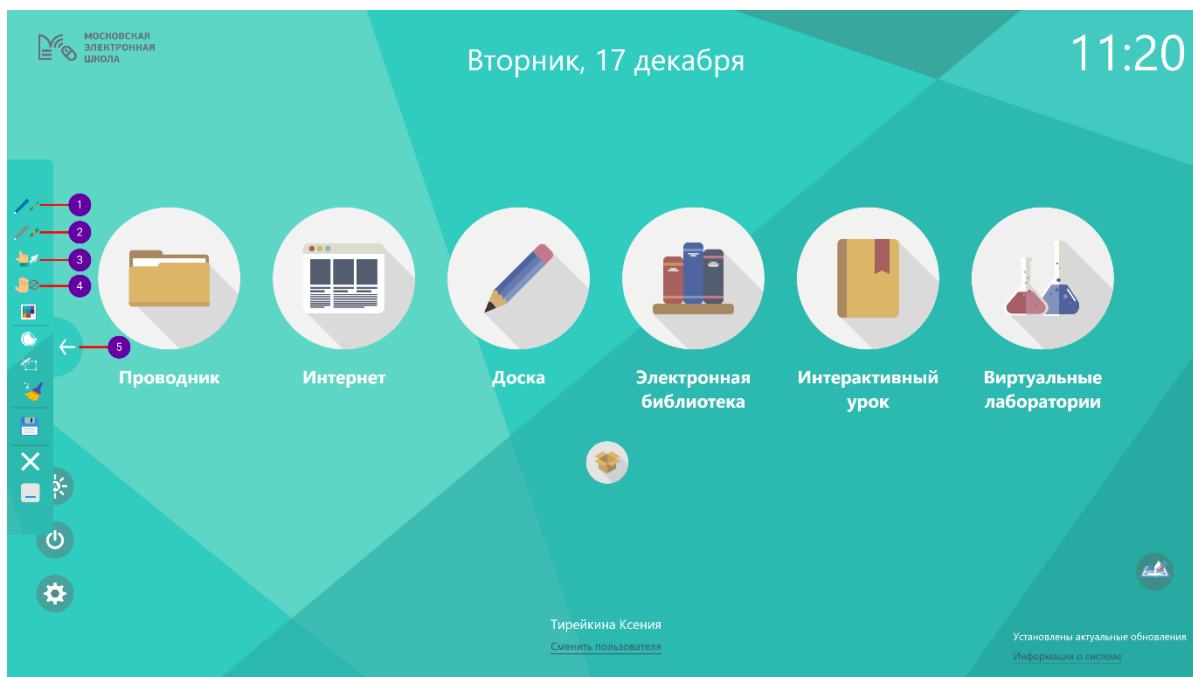 МОСКОВСКАЯ
ЭЛЕКТРОННАЯ
ШКОЛА
Вторник, 17 декабря
11:20
1
2
3
4
5
Проводник
Интернет
Доска
Электронная
библиотека
Интерактивный
урок
Виртуальные
лаборатории
Тирейкина Ксения
Сменить пользователя
Установлены актуальные обновления
Информация о системе